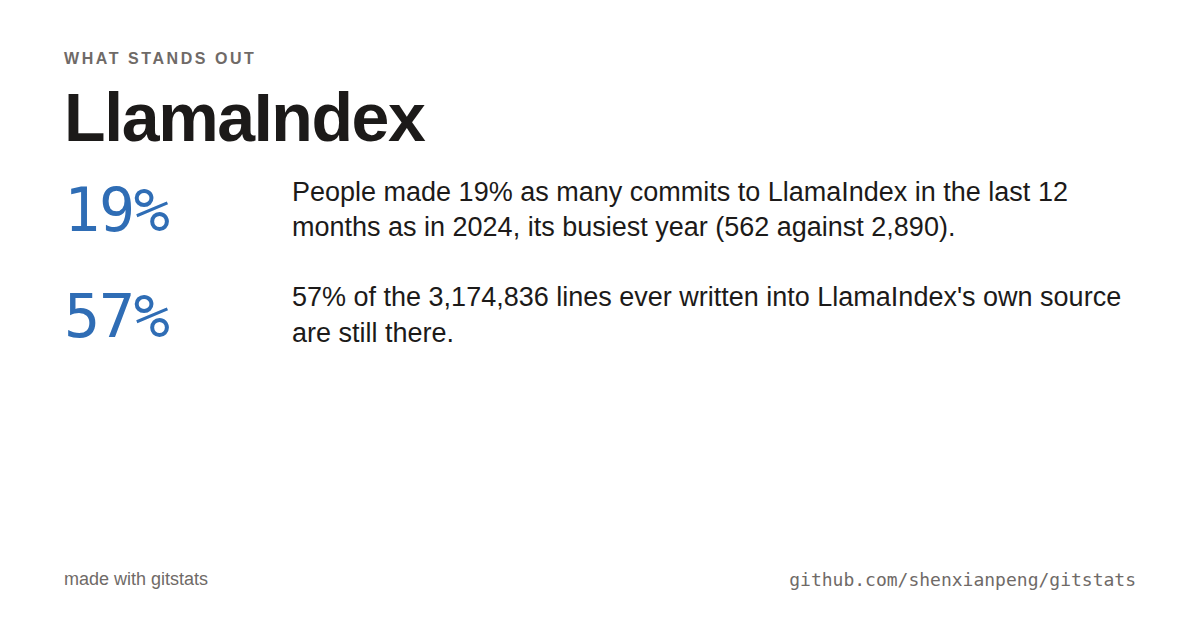 WHAT STANDS OUT
LlamaIndex
19%
People made 19% as many commits to LlamaIndex in the last 12
months as in 2024, its busiest year (562 against 2,890).
57%
57% of the 3,174,836 lines ever written into LlamaIndex's own source
are still there.
made with gitstats
github.com/shenxianpeng/gitstats